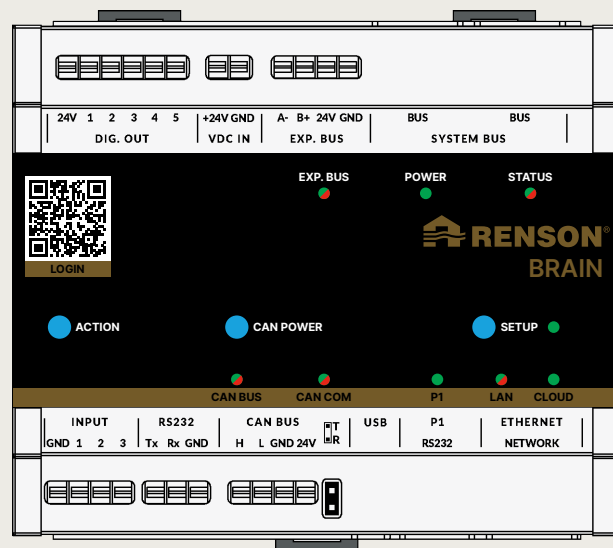 24V 1 2 3 4 5 +24V GND A- B+ 24V GND BUS BUS
DIG. OUT VDC IN EXP. BUS SYSTEM BUS
EXP. BUS POWER STATUS
LOGIN
RENSON®
BRAIN
ACTION CAN POWER SETUP
CAN BUS CAN COM P1 LAN CLOUD
INPUT RS232 CAN BUS T USB P1 ETHERNET
GND 1 2 3 Tx Rx GND H L GND 24V R RS232 NETWORK